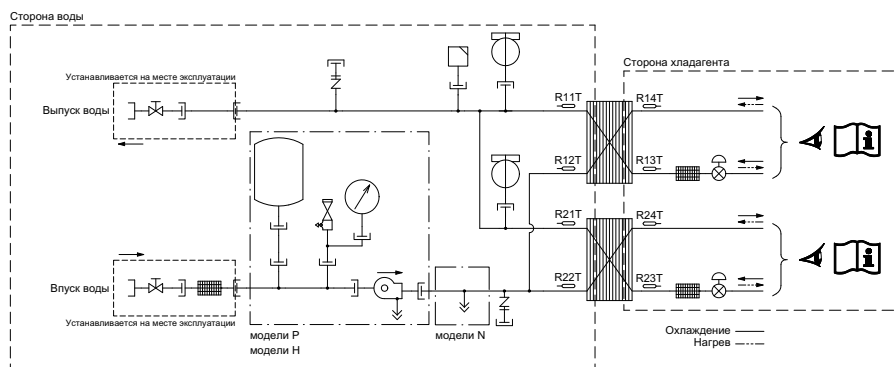 Сторона воды
Сторона хладагента
Устанавливается на месте эксплуатации
Выпуск воды
R11T
R14T
R12T
R13T
R21T
R24T
Впуск воды
R22T
R23T
Устанавливается на месте эксплуатации
модели P
модели H
модели N
Охлаждение
Нагрев